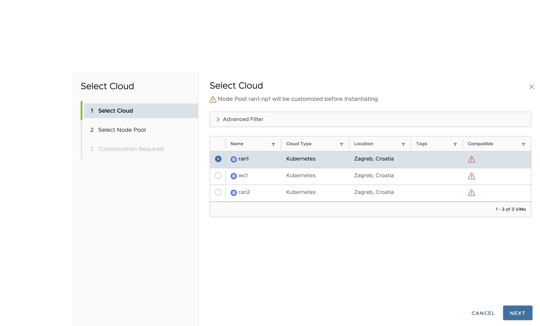 Select Cloud
1 Select Cloud
2 Select Node Pool
3 Customization Required
Select Cloud
Node Pool ran1-np1 will be customized before Instantiating
Advanced Filter
Name Cloud Type Location Tags Compatible
ran1 Kubernetes Zagreb, Croatia
wc1 Kubernetes Zagreb, Croatia
ran2 Kubernetes Zagreb, Croatia
1 - 3 of 3 VIMs
CANCEL NEXT